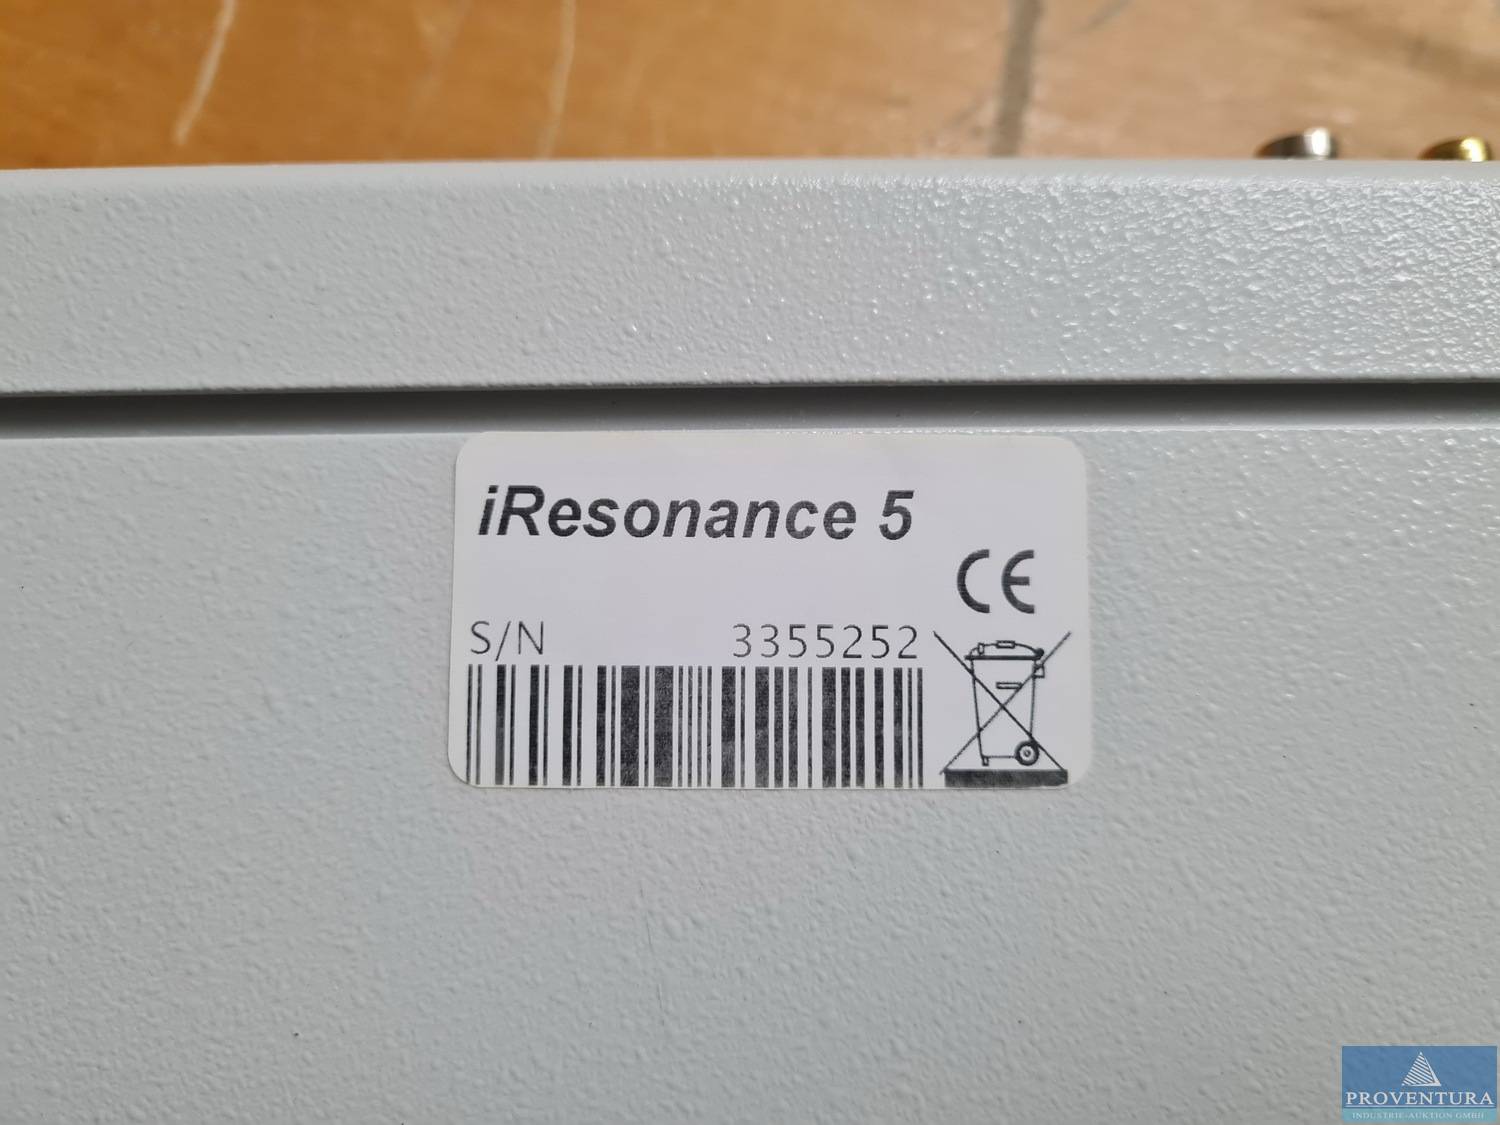 iResonance 5
CE
S/N 3355252
PROVENTURA
INDUSTRIE-AUKTION GMBH